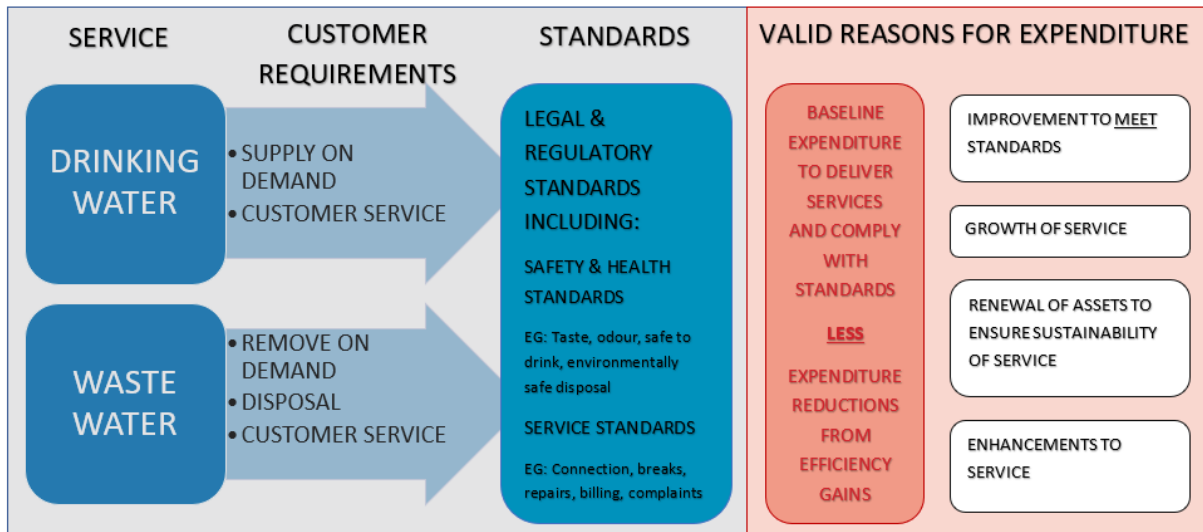 SERVICE
CUSTOMER
REQUIREMENTS
STANDARDS
VALID REASONS FOR EXPENDITURE
DRINKING
WATER
• SUPPLY ON
DEMAND
• CUSTOMER SERVICE
WASTE
WATER
• REMOVE ON
DEMAND
• DISPOSAL
• CUSTOMER SERVICE
LEGAL &
REGULATORY
STANDARDS
INCLUDING:
SAFETY & HEALTH
STANDARDS
EG: Taste, odour, safe to
drink, environmentally
safe disposal
SERVICE STANDARDS
EG: Connection, breaks,
repairs, billing, complaints
BASELINE
EXPENDITURE
TO DELIVER
SERVICES
AND COMPLY
WITH
STANDARDS
LESS
EXPENDITURE
REDUCTIONS
FROM
EFFICIENCY
GAINS
IMPROVEMENT TO MEET
STANDARDS
GROWTH OF SERVICE
RENEWAL OF ASSETS TO
ENSURE SUSTAINABILITY
OF SERVICE
ENHANCEMENTS TO
SERVICE